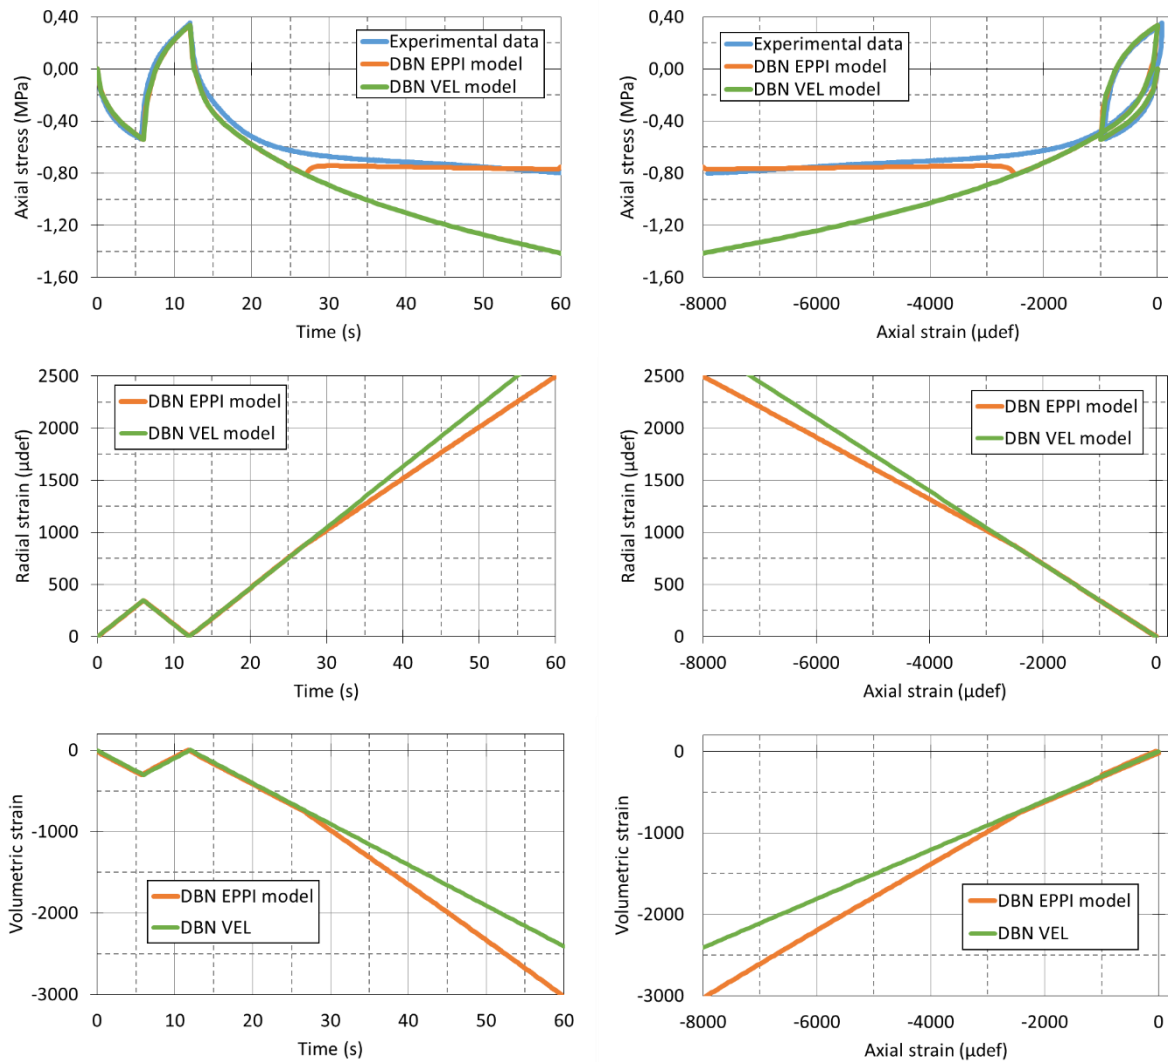 0,40
0,00
-0,40
-0,80
-1,20
-1,60
Axial stress (MPa)
Experimental data
DBN EPPI model
DBN VEL model
0 10 20 30 40 50 60
Time (s)
0,40
0,00
-0,40
-0,80
-1,20
-1,60
Axial stress (MPa)
Experimental data
DBN EPPI model
DBN VEL model
-8000 -6000 -4000 -2000 0
Axial strain (μdef)
2500
2000
1500
1000
500
0
Radial strain (μdef)
DBN EPPI model
DBN VEL model
0 10 20 30 40 50 60
Time (s)
2500
2000
1500
1000
500
0
Radial strain (μdef)
DBN EPPI model
DBN VEL model
-8000 -6000 -4000 -2000 0
Axial strain (μdef)
0
-1000
-2000
-3000
Volumetric strain
DBN EPPI model
DBN VEL
0 10 20 30 40 50 60
Time (s)
0
-1000
-2000
-3000
Volumetric strain
DBN EPPI model
DBN VEL
-8000 -6000 -4000 -2000 0
Axial strain (μdef)